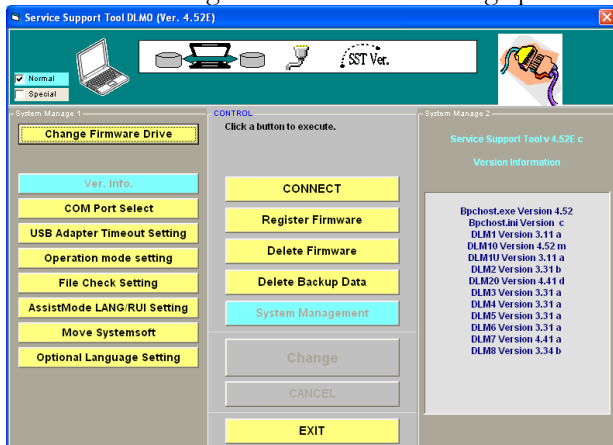 Service Support Tool DLM0 (Ver. 4.52E)
SST Ver.
Normal
Special
System Manage 1
Change Firmware Drive
Ver. Info.
COM Port Select
USB Adapter Timeout Setting
Operation mode setting
File Check Setting
AssistMode LANG/RUI Setting
Move Systemsoft
Optional Language Setting
CONTROL
Click a button to execute.
CONNECT
Register Firmware
Delete Firmware
Delete Backup Data
System Management
Change
CANCEL
EXIT
System Manage 2
Service Support Tool v 4.52E c
Version Information
Bpchost.exe Version 4.52
Bpchost.ini Version c
DLM1 Version 3.11 a
DLM10 Version 4.52 m
DLM1U Version 3.11 a
DLM2 Version 3.31 b
DLM20 Version 4.41 d
DLM3 Version 3.31 a
DLM4 Version 3.31 a
DLM5 Version 3.31 a
DLM6 Version 3.31 a
DLM7 Version 4.41 a
DLM8 Version 3.34 b